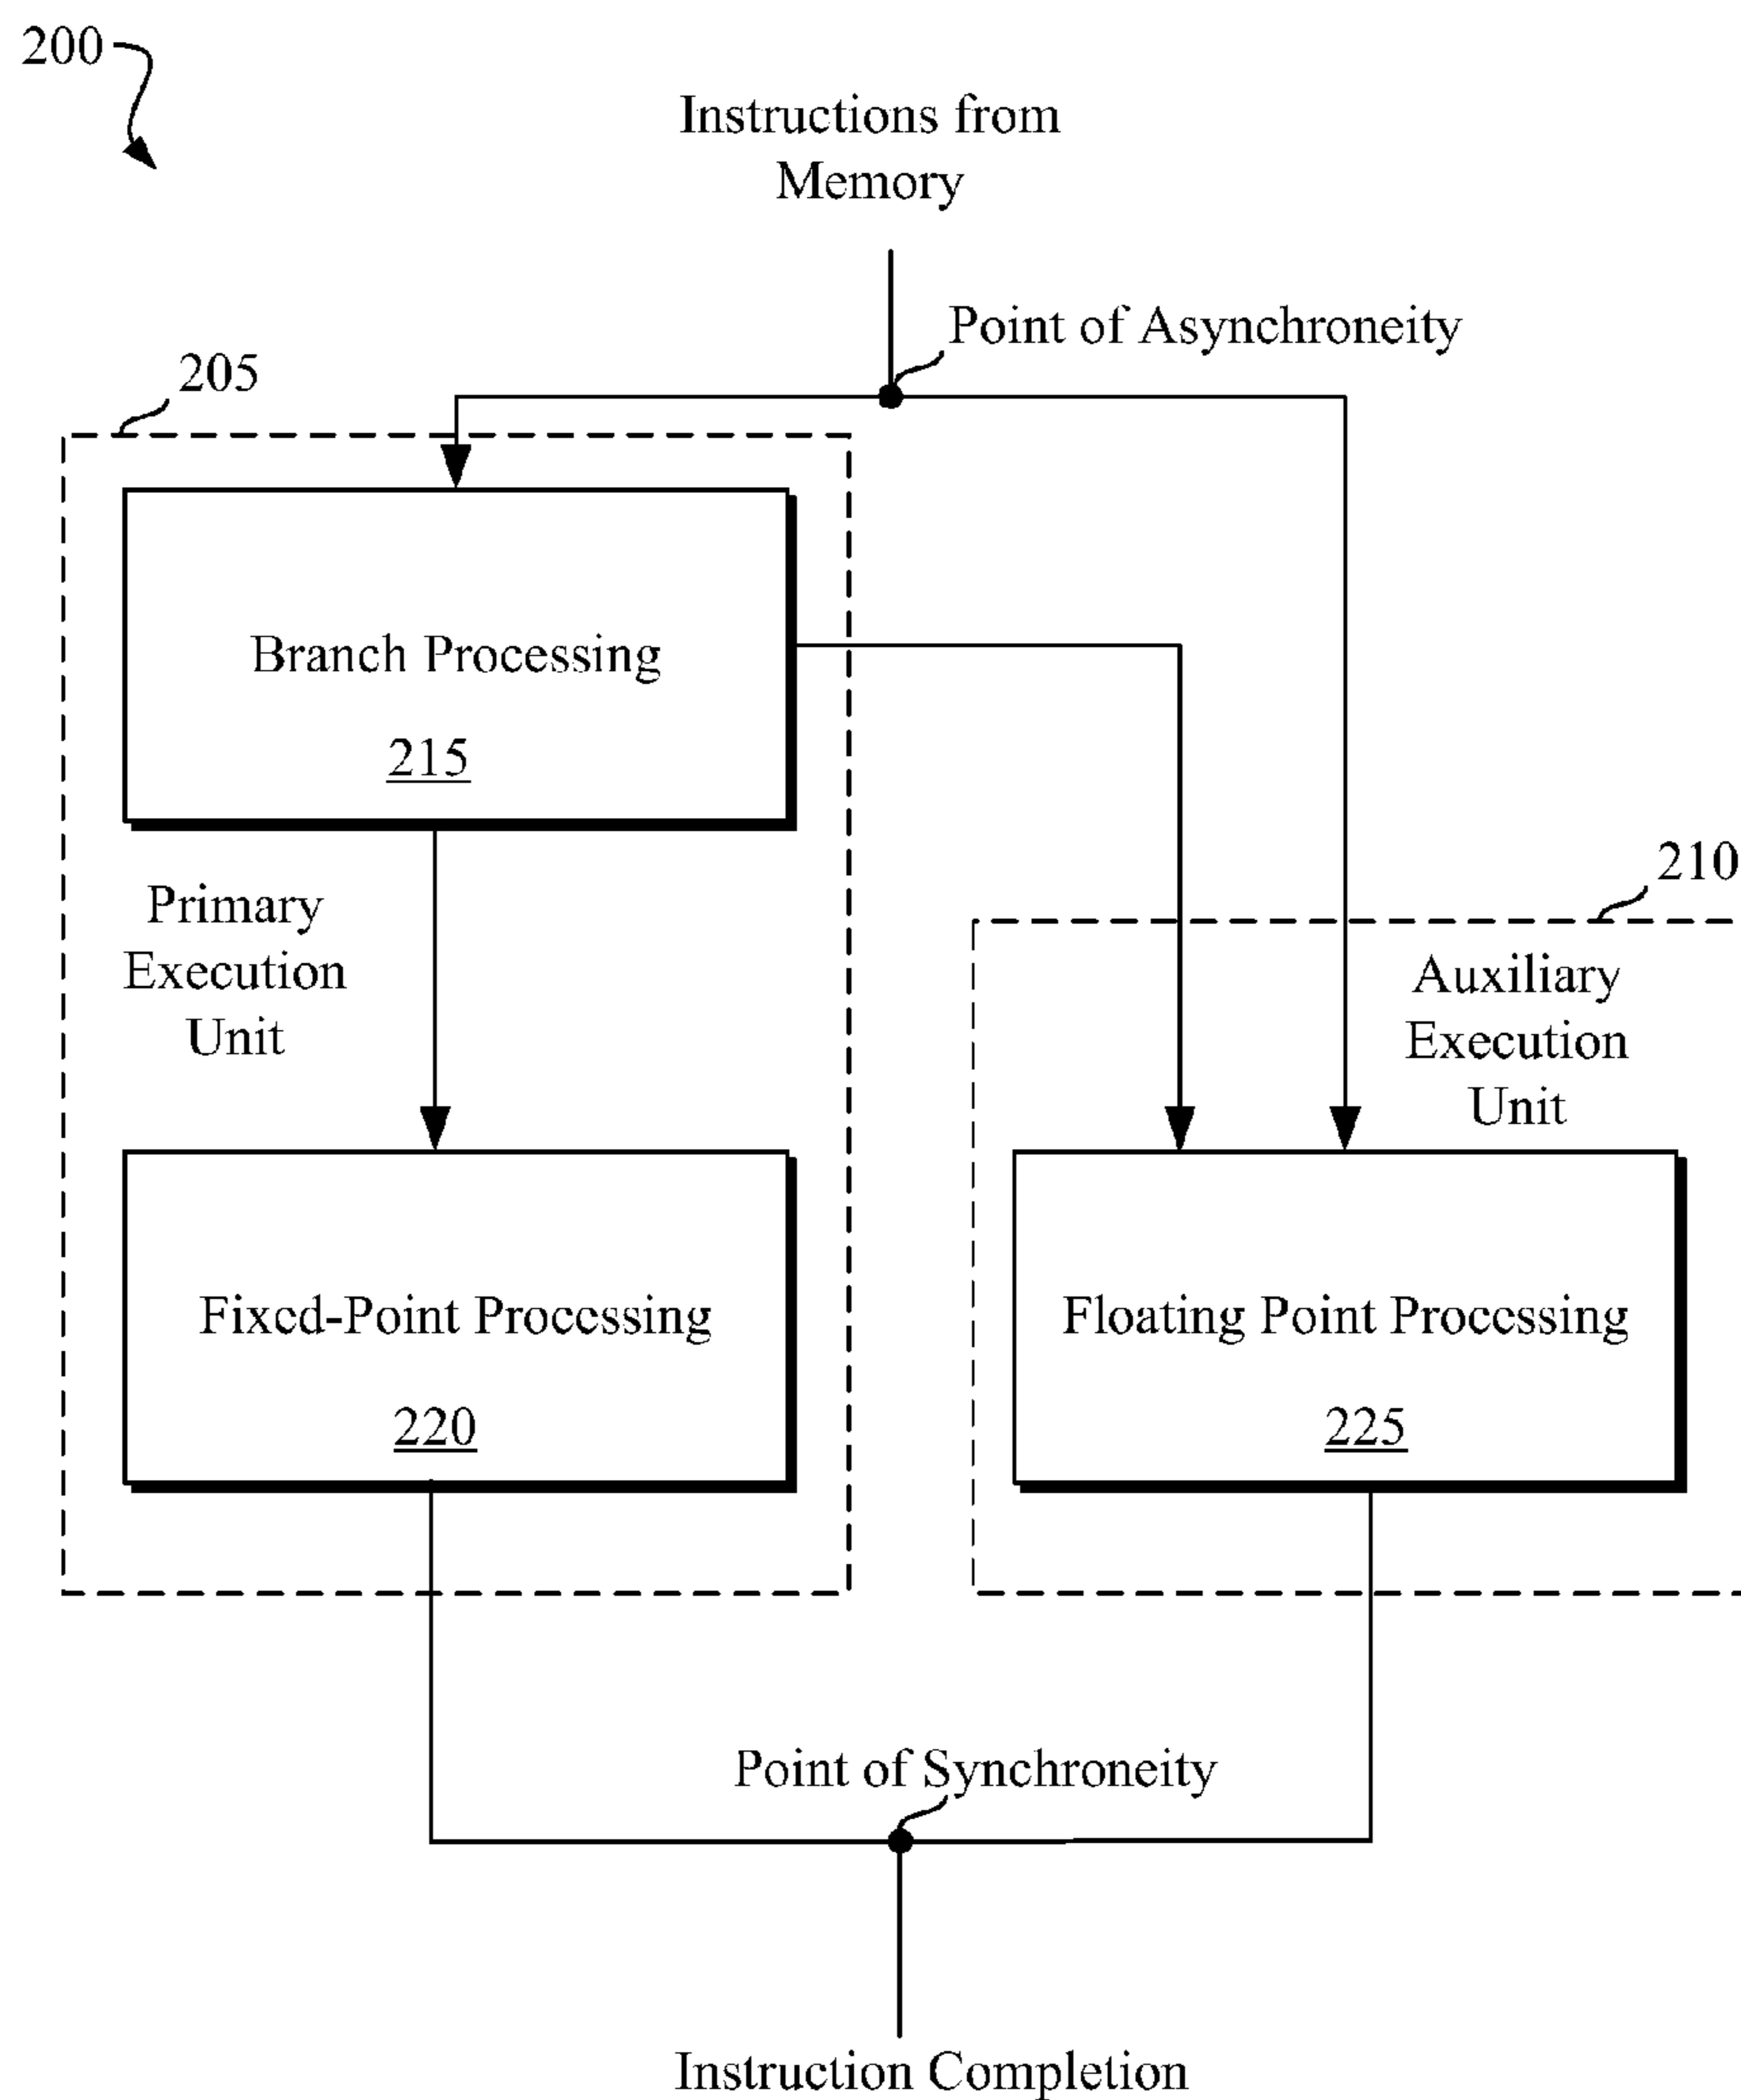 200
Instructions from
Memory
Point of Asynchroneity
205
Branch Processing
215
210
Primary
Execution
Unit
Auxiliary
Execution
Unit
Fixed-Point Processing
220
Floating Point Processing
225
Point of Synchroneity
Instruction Completion